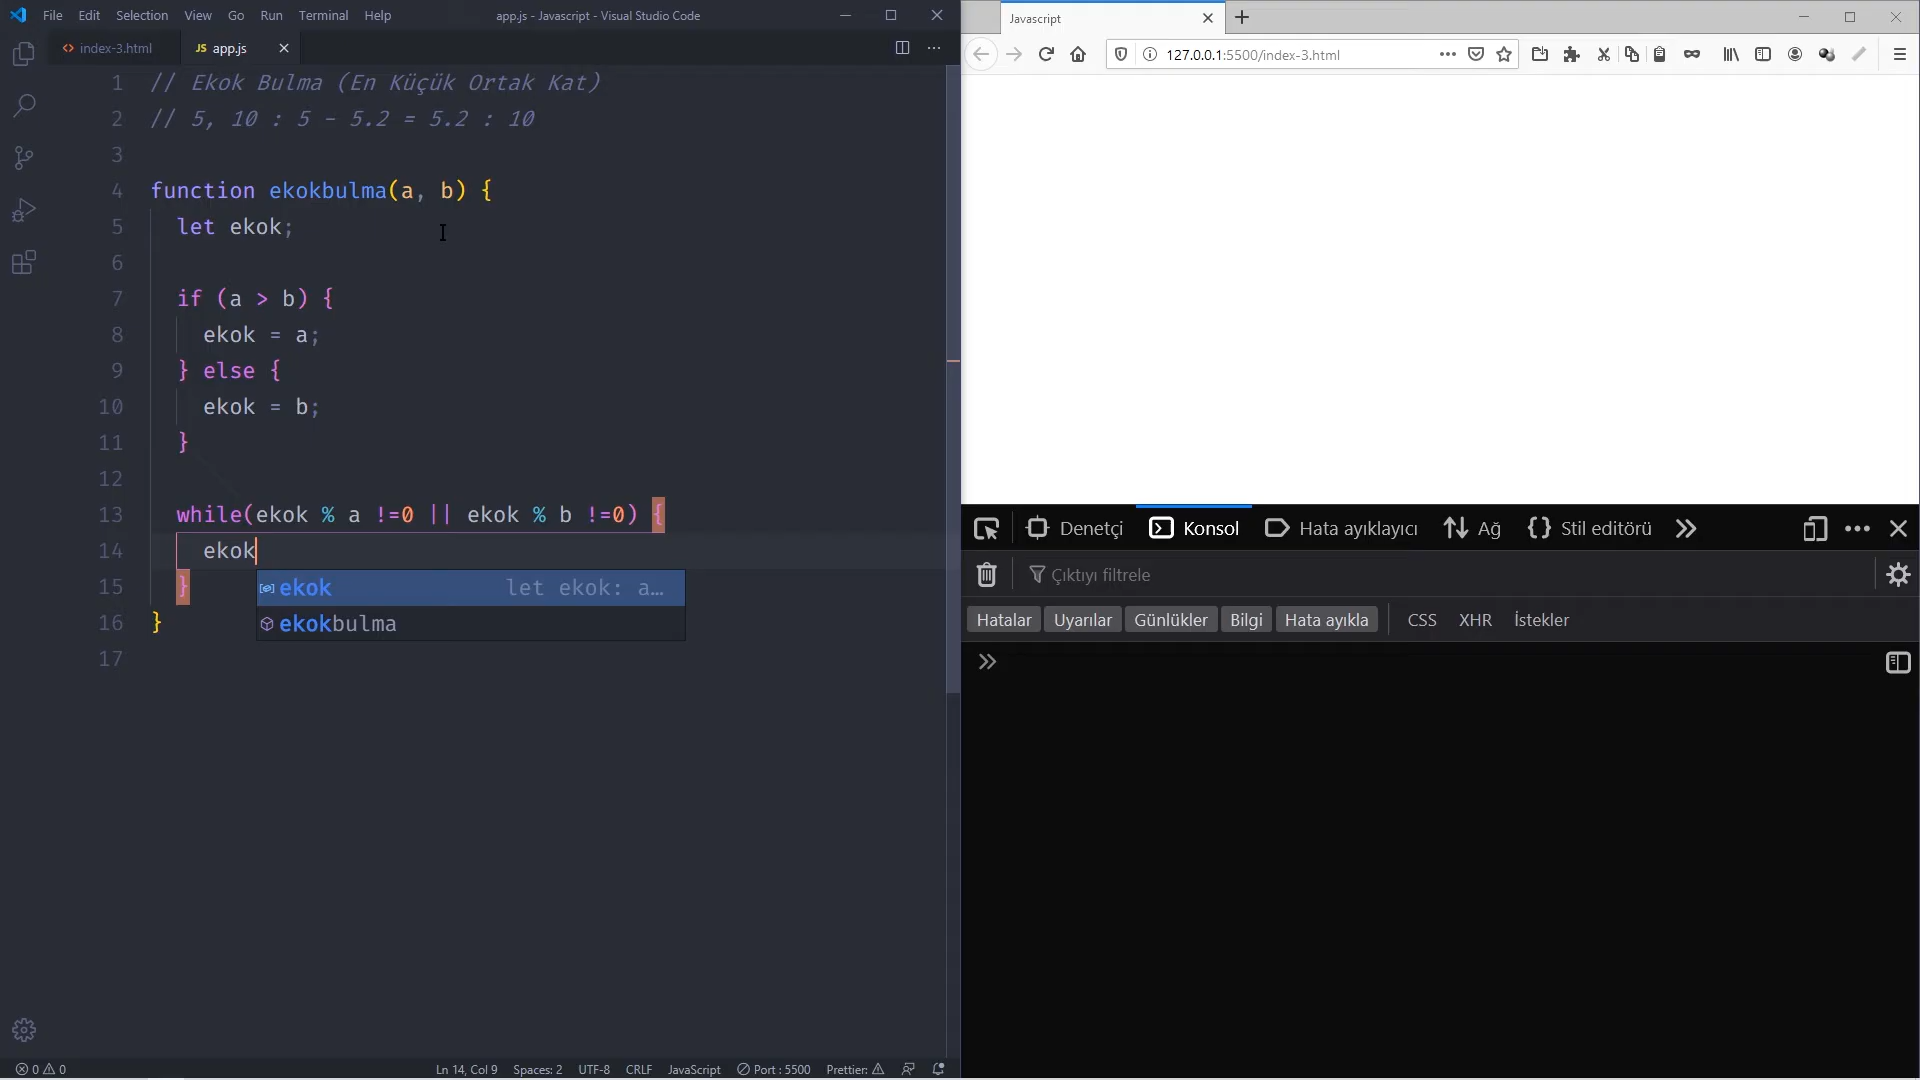 File Edit Selection View Go Run Terminal Help
app.js - Javascript - Visual Studio Code
index-3.html
JS app.js
1 // Ekok Bulma (En Küçük Ortak Kat)
2 // 5, 10 : 5 - 5.2 = 5.2 : 10
3
4 function ekokbulma(a, b) {
5 let ekok;
6
7 if (a > b) {
8 ekok = a;
9 } else {
10 ekok = b;
11 }
12
13 while(ekok % a !=0 || ekok % b !=0) {
14 ekok
15 }
16 }
17
ekok let ekok: a…
ekokbulma
0 0
Ln 14, Col 9 Spaces: 2 UTF-8 CRLF JavaScript Port : 5500 Prettier:
Javascript
127.0.0.1:5500/index-3.html
Denetçi Konsol Hata ayıklayıcı Ağ Stil editörü
Çıktıyı filtrele
Hatalar Uyarılar Günlükler Bilgi Hata ayıkla CSS XHR İstekler